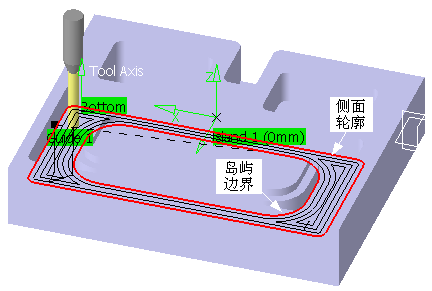 Tool Axis
Bottom
Z
X
Guide 1
Island 1 (0mm)
侧面
轮廓
岛屿
边界